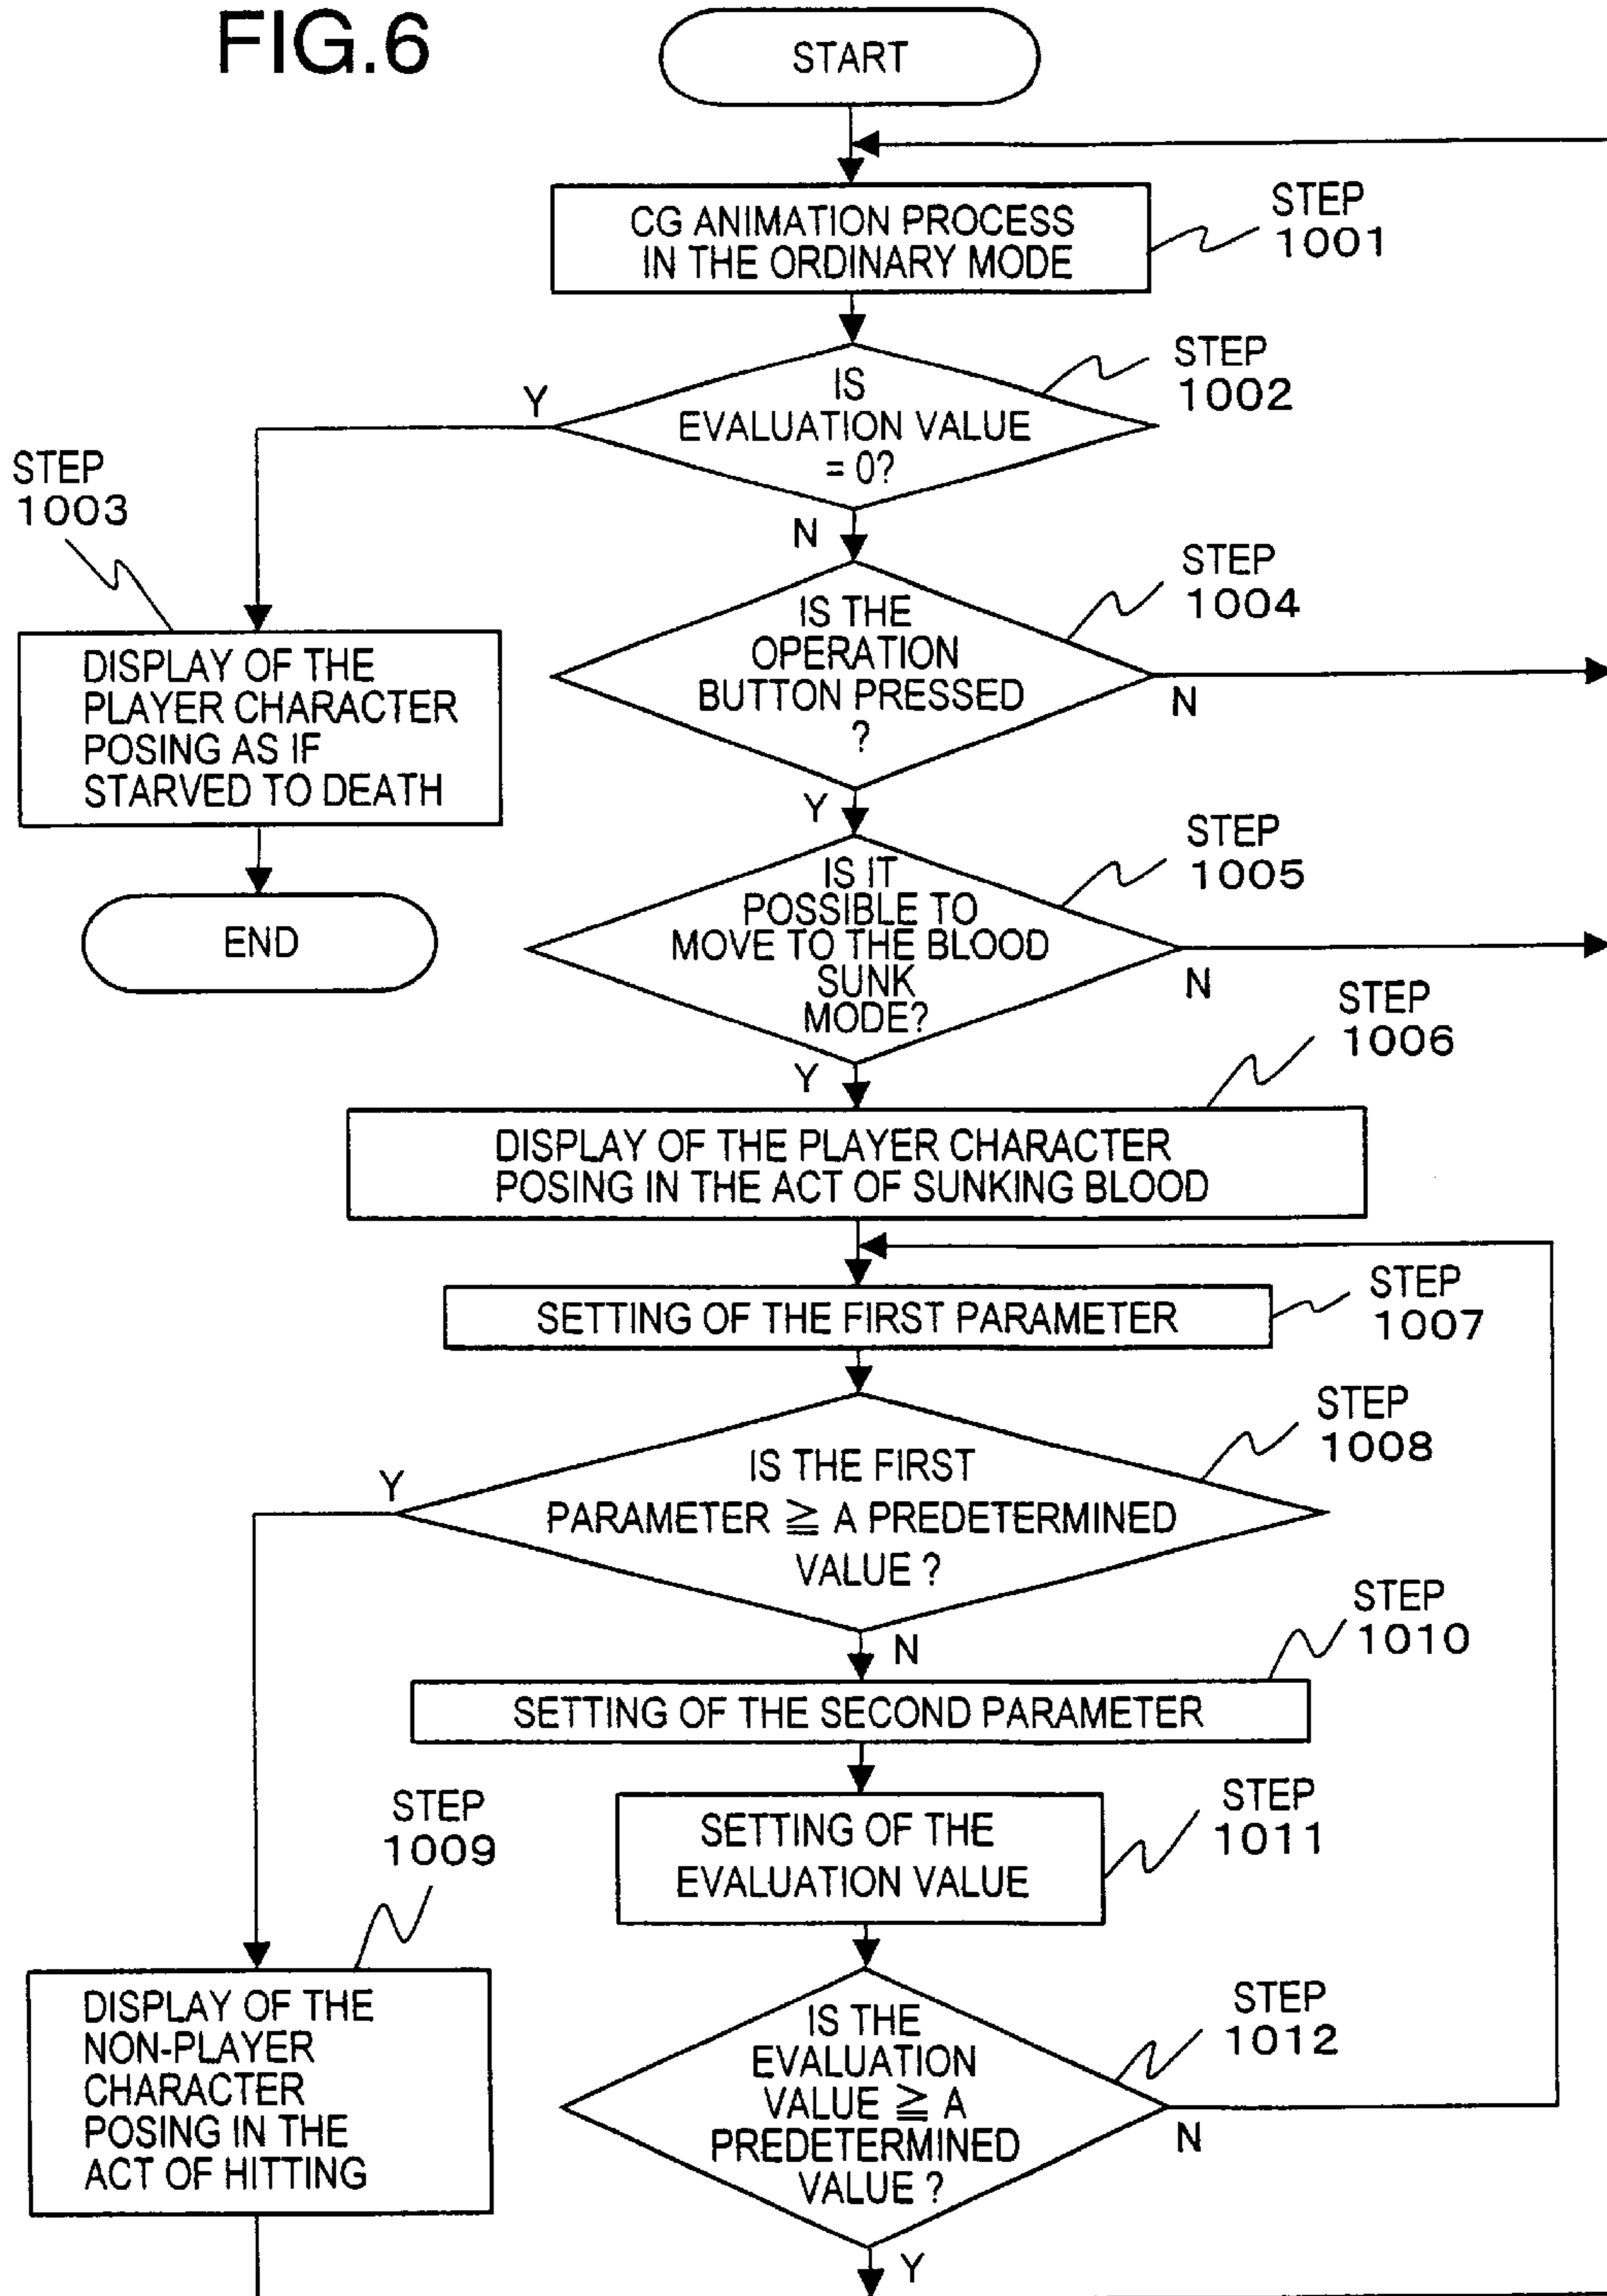 FIG.6
START
CG ANIMATION PROCESS
IN THE ORDINARY MODE
STEP
1001
IS
EVALUATION VALUE
= 0?
STEP
1002
Y
N
STEP
1003
DISPLAY OF THE
PLAYER CHARACTER
POSING AS IF
STARVED TO DEATH
END
IS THE
OPERATION
BUTTON PRESSED
?
STEP
1004
N
Y
IS IT
POSSIBLE TO
MOVE TO THE BLOOD
SUNK
MODE?
STEP
1005
N
Y
STEP
1006
DISPLAY OF THE PLAYER CHARACTER
POSING IN THE ACT OF SUNKING BLOOD
SETTING OF THE FIRST PARAMETER
STEP
1007
IS THE FIRST
PARAMETER ≧ A PREDETERMINED
VALUE ?
STEP
1008
Y
N
STEP
1010
SETTING OF THE SECOND PARAMETER
SETTING OF THE
EVALUATION VALUE
STEP
1011
STEP
1009
DISPLAY OF THE
NON-PLAYER
CHARACTER
POSING IN THE
ACT OF HITTING
IS THE
EVALUATION
VALUE ≧ A
PREDETERMINED
VALUE ?
STEP
1012
N
Y